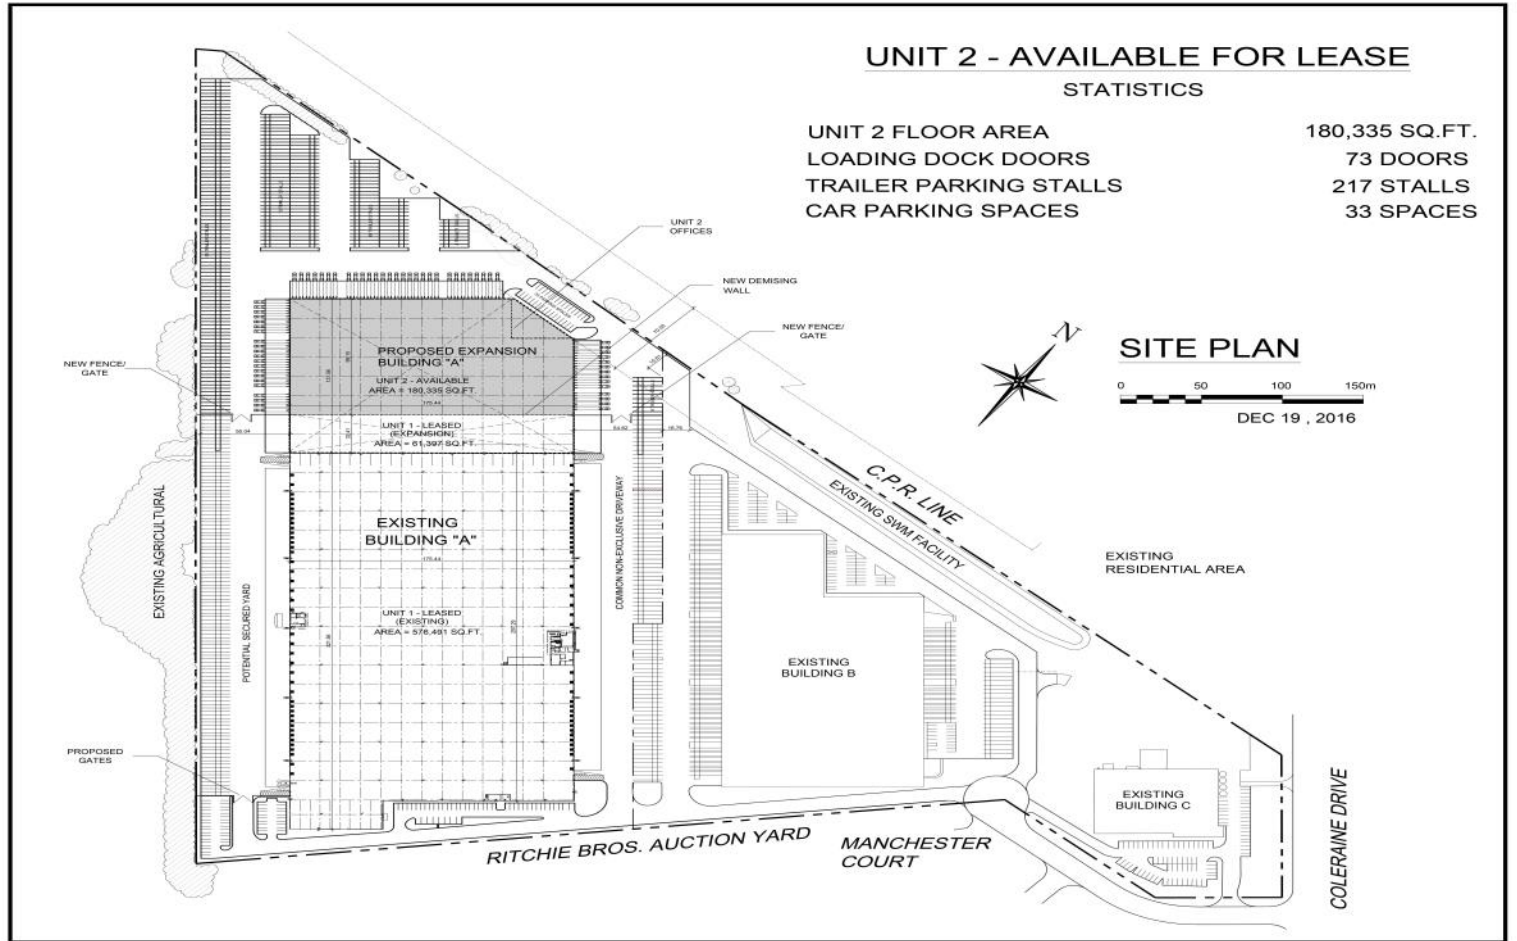 UNIT 2 - AVAILABLE FOR LEASE
STATISTICS
UNIT 2 FLOOR AREA 180,335 SQ.FT.
LOADING DOCK DOORS 73 DOORS
TRAILER PARKING STALLS 217 STALLS
CAR PARKING SPACES 33 SPACES
UNIT 2
OFFICES
NEW DEMISING
WALL
NEW FENCE/
GATE
SITE PLAN
N
0 50 100 150m
DEC 19 , 2016
NEW FENCE/
GATE
PROPOSED EXPANSION
BUILDING "A"
UNIT 2 - AVAILABLE
AREA = 180,335 SQ.FT.
175.44
UNIT 1 - LEASED
(EXPANSION)
AREA = 61,397 SQ.FT.
EXISTING
BUILDING "A"
175.44
UNIT 1 - LEASED
(EXISTING)
AREA = 576,491 SQ.FT.
EXISTING AGRICULTURAL
POTENTIAL SECURED YARD
COMMON NON-EXCLUSIVE DRIVEWAY
C.P.R. LINE
EXISTING SWM FACILITY
EXISTING
RESIDENTIAL AREA
EXISTING
BUILDING B
PROPOSED
GATES
EXISTING
BUILDING C
RITCHIE BROS. AUCTION YARD
MANCHESTER
COURT
COLERAINE DRIVE